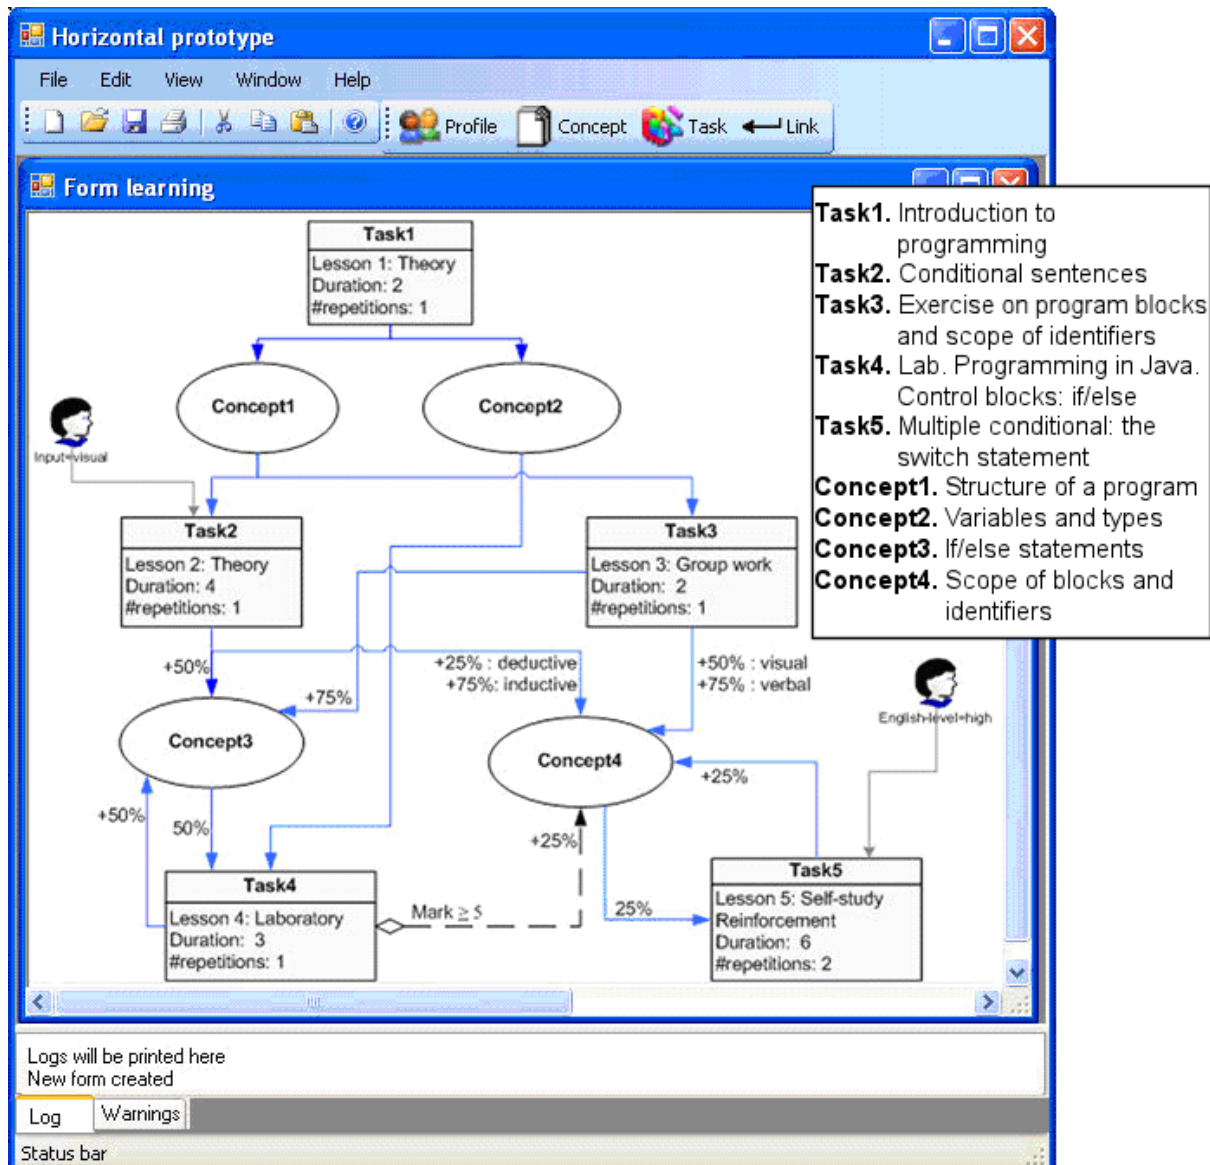 Horizontal prototype
File Edit View Window Help
Profile Concept Task Link
Form learning
Task1
Lesson 1: Theory
Duration: 2
#repetitions: 1
Concept1
Concept2
Input=visual
Task2
Lesson 2: Theory
Duration: 4
#repetitions: 1
Task3
Lesson 3: Group work
Duration: 2
#repetitions: 1
+50%
+75%
+25% : deductive
+75%: inductive
+50% : visual
+75% : verbal
English-level=high
Concept3
Concept4
+25%
+50%
50%
+25%
Task4
Lesson 4: Laboratory
Duration: 3
#repetitions: 1
Mark ≥ 5
25%
Task5
Lesson 5: Self-study
Reinforcement
Duration: 6
#repetitions: 2
Task1. Introduction to
programming
Task2. Conditional sentences
Task3. Exercise on program blocks
and scope of identifiers
Task4. Lab. Programming in Java.
Control blocks: if/else
Task5. Multiple conditional: the
switch statement
Concept1. Structure of a program
Concept2. Variables and types
Concept3. If/else statements
Concept4. Scope of blocks and
identifiers
Logs will be printed here
New form created
Log Warnings
Status bar